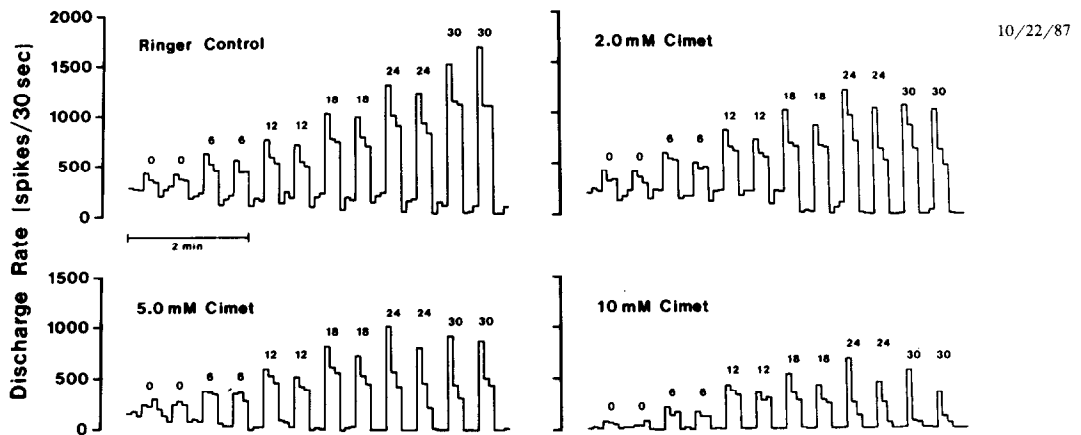 Discharge Rate [spikes/30 sec]
2000
1500
1000
500
0
Ringer Control
0 0 6 6 12 12 18 18 24 24 30 30
2 min
2.0 mM Cimet
0 0 6 6 12 12 18 18 24 24 30 30
10/22/87
1500
1000
500
0
5.0 mM Cimet
0 0 6 6 12 12 18 18 24 24 30 30
10 mM Cimet
0 0 6 6 12 12 18 18 24 24 30 30